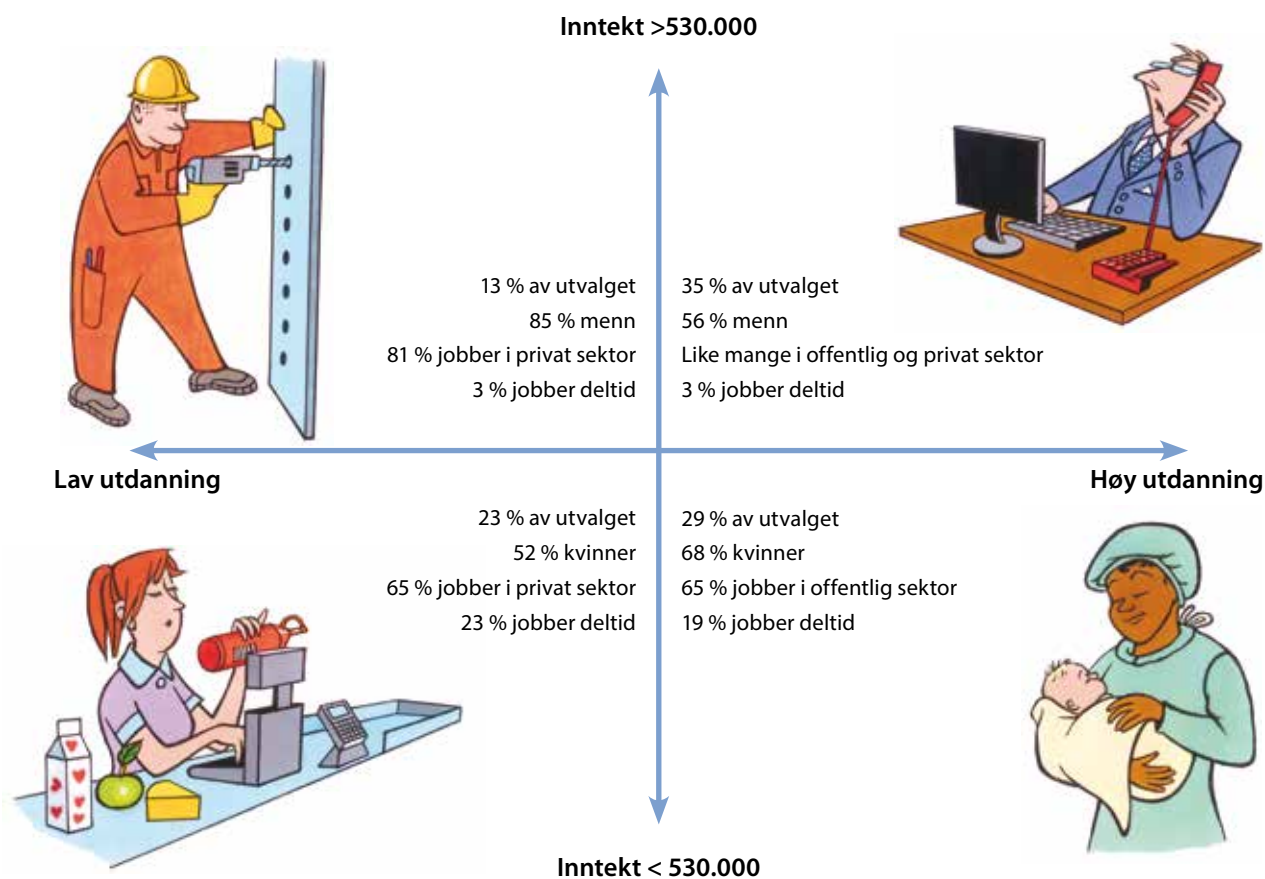 Inntekt >530.000
13 % av utvalget
85 % menn
81 % jobber i privat sektor
3 % jobber deltid
35 % av utvalget
56 % menn
Like mange i offentlig og privat sektor
3 % jobber deltid
Lav utdanning
Høy utdanning
23 % av utvalget
52 % kvinner
65 % jobber i privat sektor
23 % jobber deltid
29 % av utvalget
68 % kvinner
65 % jobber i offentlig sektor
19 % jobber deltid
Inntekt < 530.000